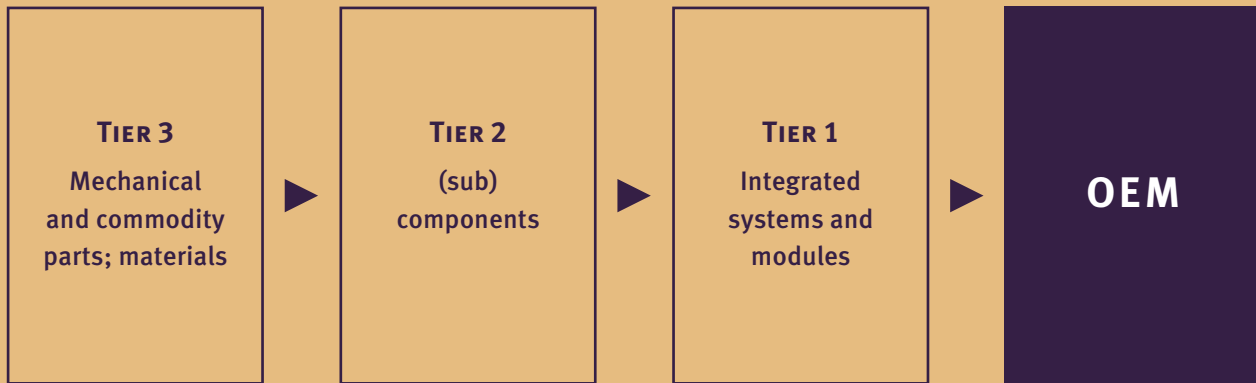 TIER 3
Mechanical
and commodity
parts; materials
TIER 2
(sub)
components
TIER 1
Integrated
systems and
modules
OEM